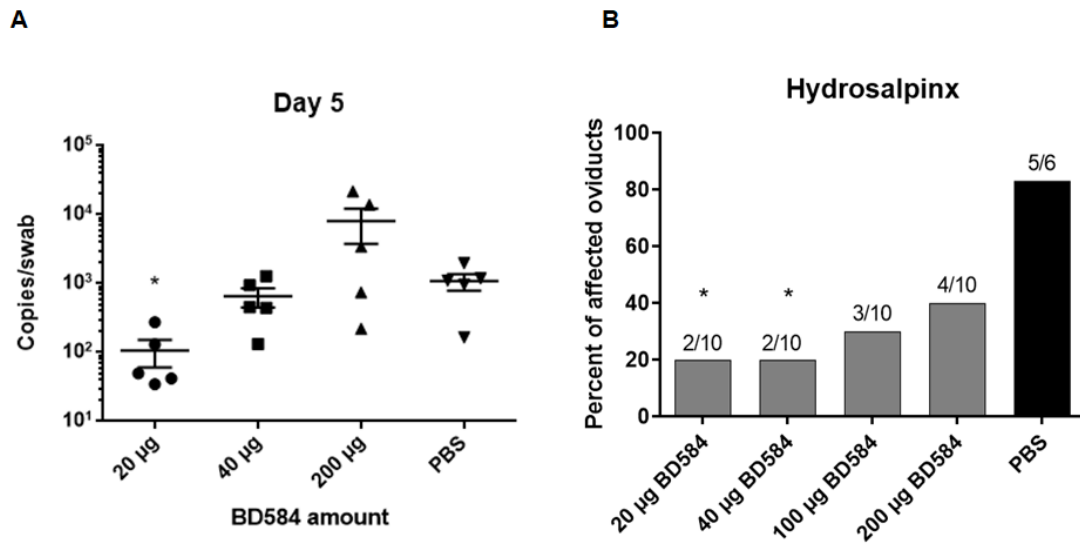 A
B
Day 5
Copies/swab
10⁵
10⁴
10³
10²
10¹
*
20 µg
40 µg
200 µg
PBS
BD584 amount
Hydrosalpinx
Percent of affected oviducts
100
80
60
40
20
0
*
*
2/10
2/10
3/10
4/10
5/6
20 µg BD584
40 µg BD584
100 µg BD584
200 µg BD584
PBS